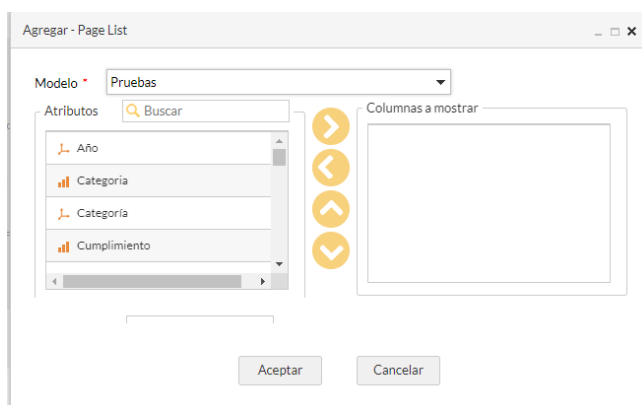 Agregar - Page List
Modelo *
Pruebas
Atributos
Buscar
Columnas a mostrar
Año
Categoria
Categoría
Cumplimiento
Aceptar
Cancelar